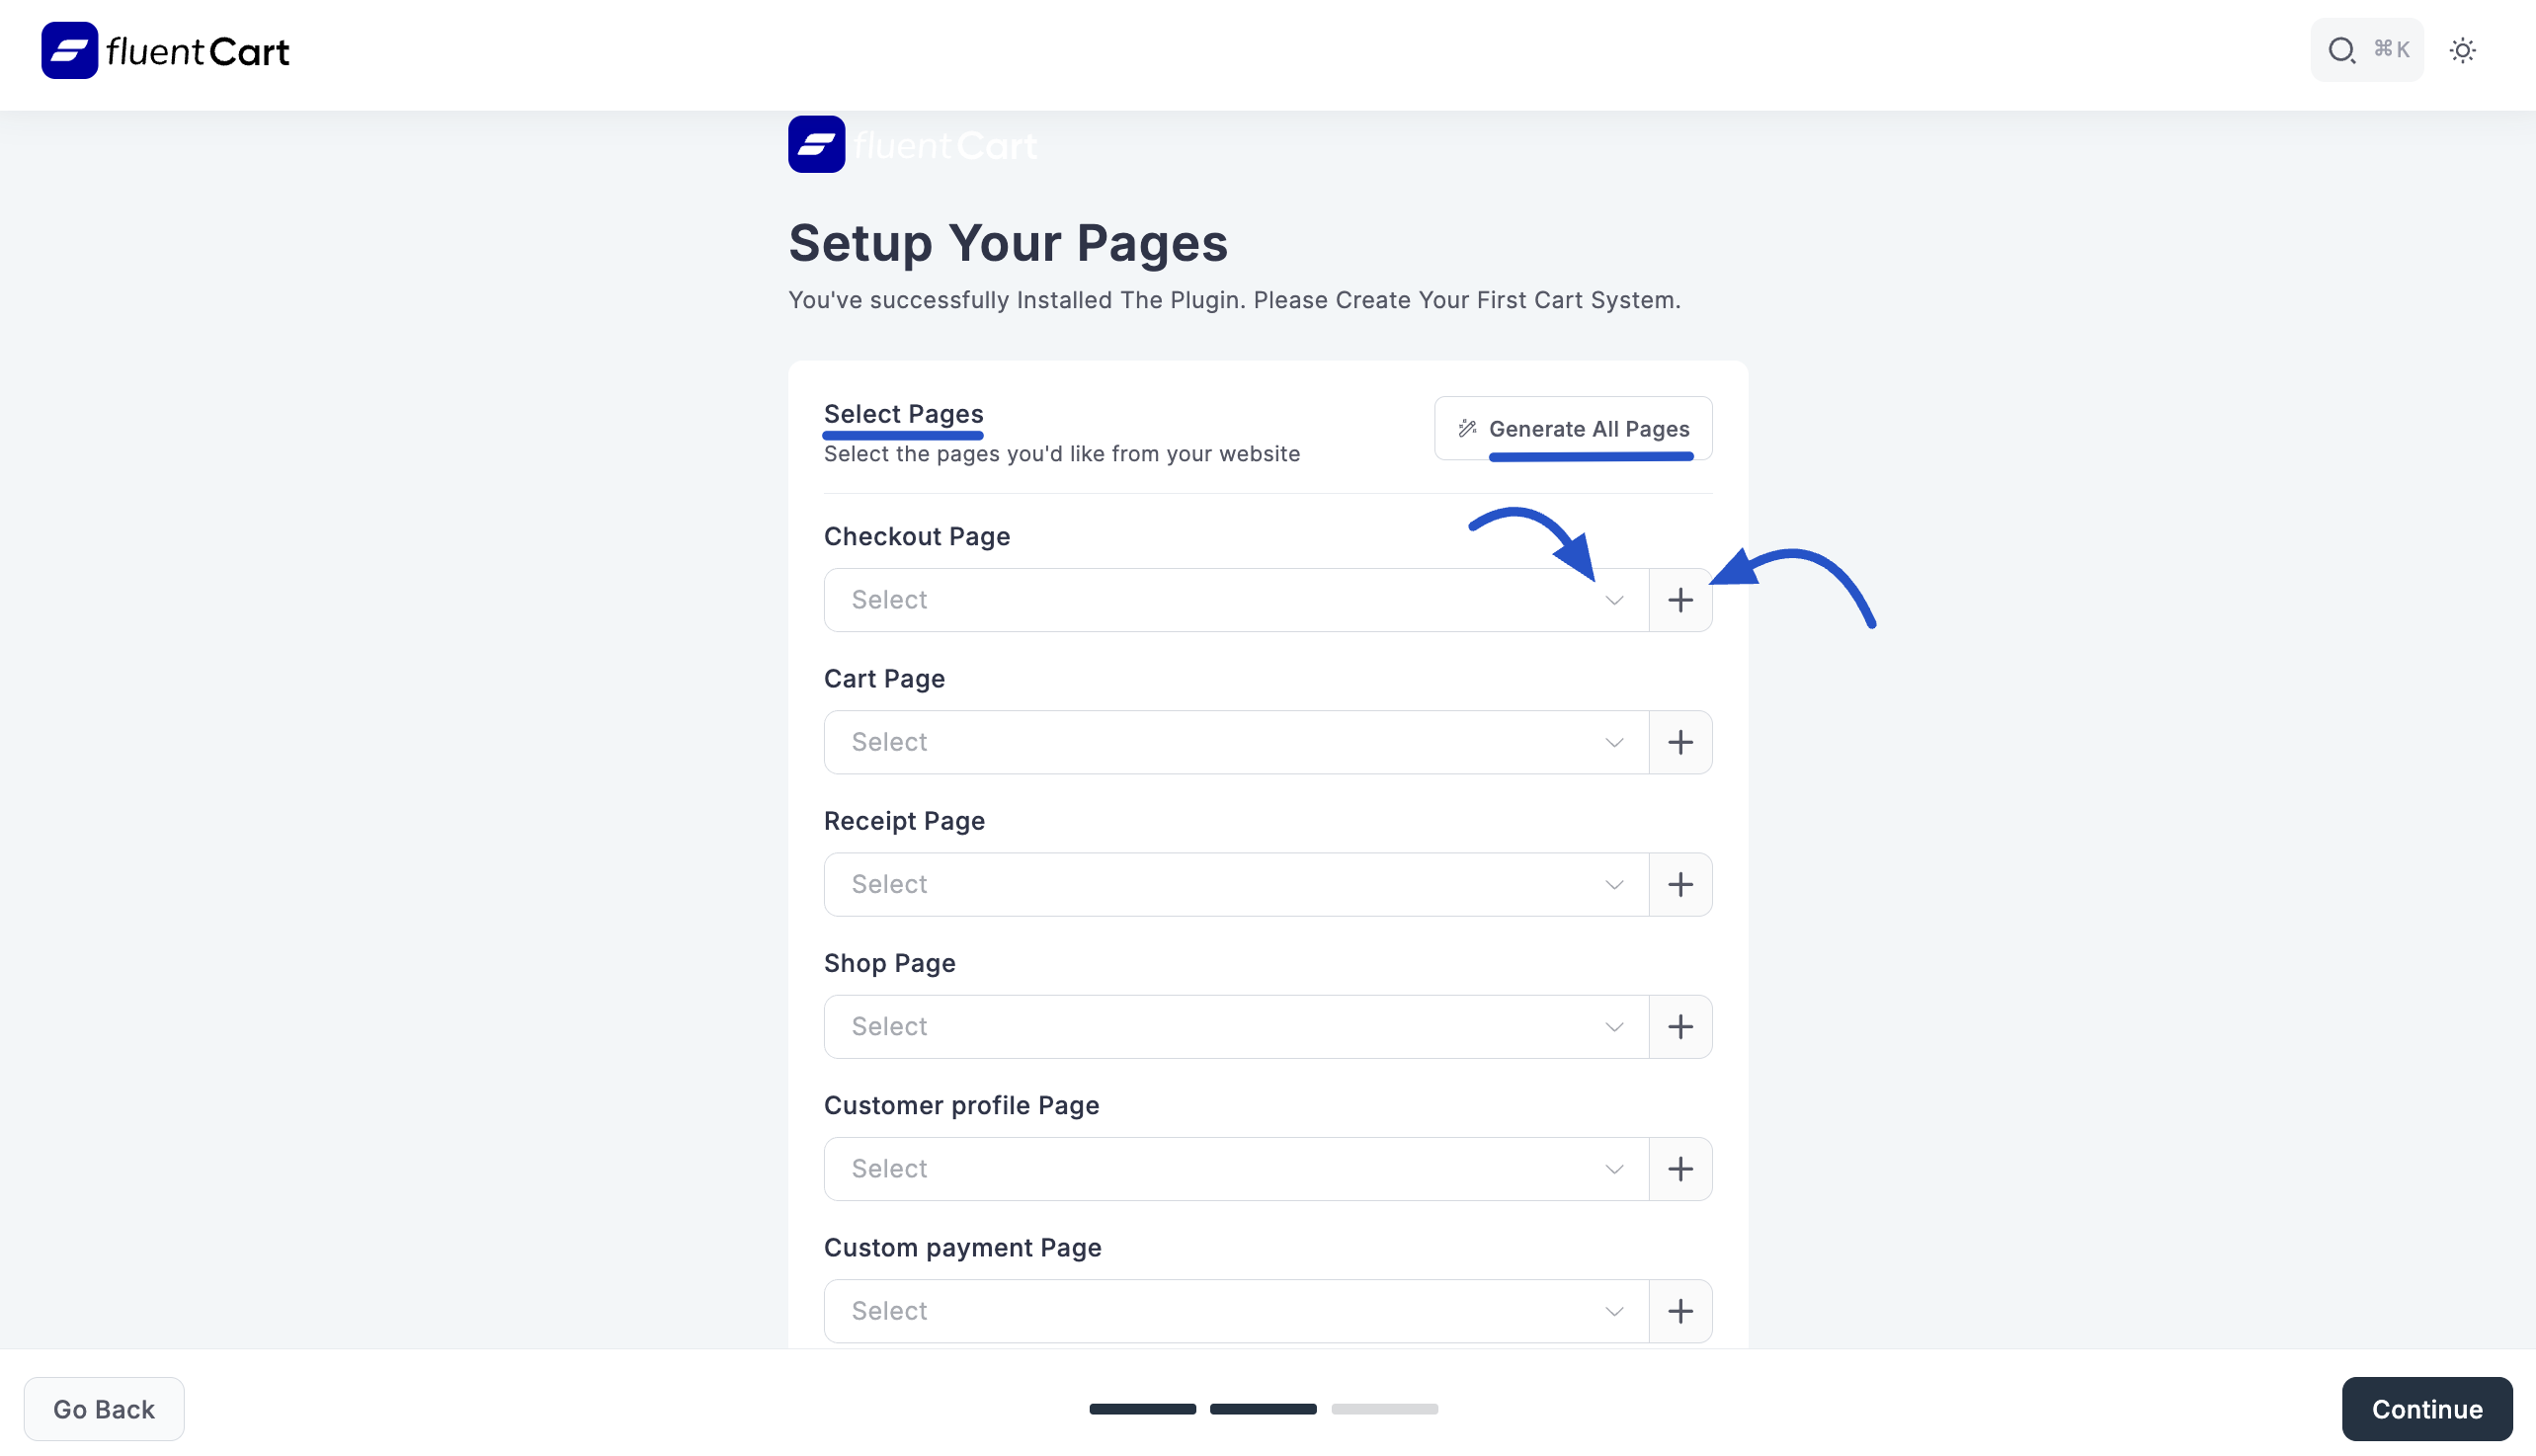 fluentCart
⌘K
fluentCart
Setup Your Pages
You've successfully Installed The Plugin. Please Create Your First Cart System.
Select Pages
Generate All Pages
Select the pages you'd like from your website
Checkout Page
Select
Cart Page
Select
Receipt Page
Select
Shop Page
Select
Customer profile Page
Select
Custom payment Page
Select
Go Back
Continue